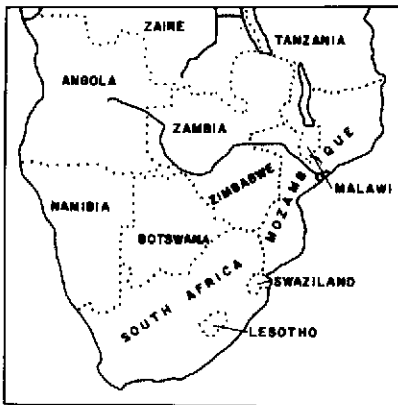 ZAIRE
TANZANIA
ANGOLA
ZAMBIA
MALAWI
ZIMBABWE
MOZAMBIQUE
NAMIBIA
BOTSWANA
SWAZILAND
SOUTH AFRICA
LESOTHO